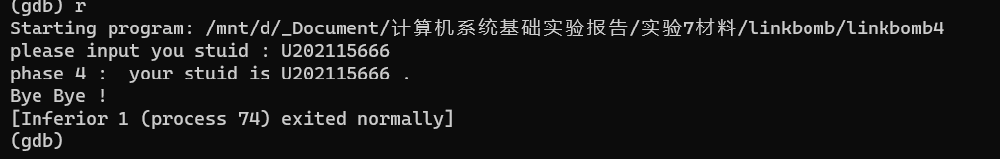 (gdb) r
Starting program: /mnt/d/_Document/计算机系统基础实验报告/实验7材料/linkbomb/linkbomb4
please input you stuid : U202115666
phase 4 :  your stuid is U202115666 .
Bye Bye !
[Inferior 1 (process 74) exited normally]
(gdb)